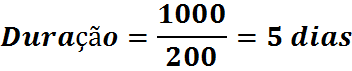 Duração = 1000/200 = 5 dias